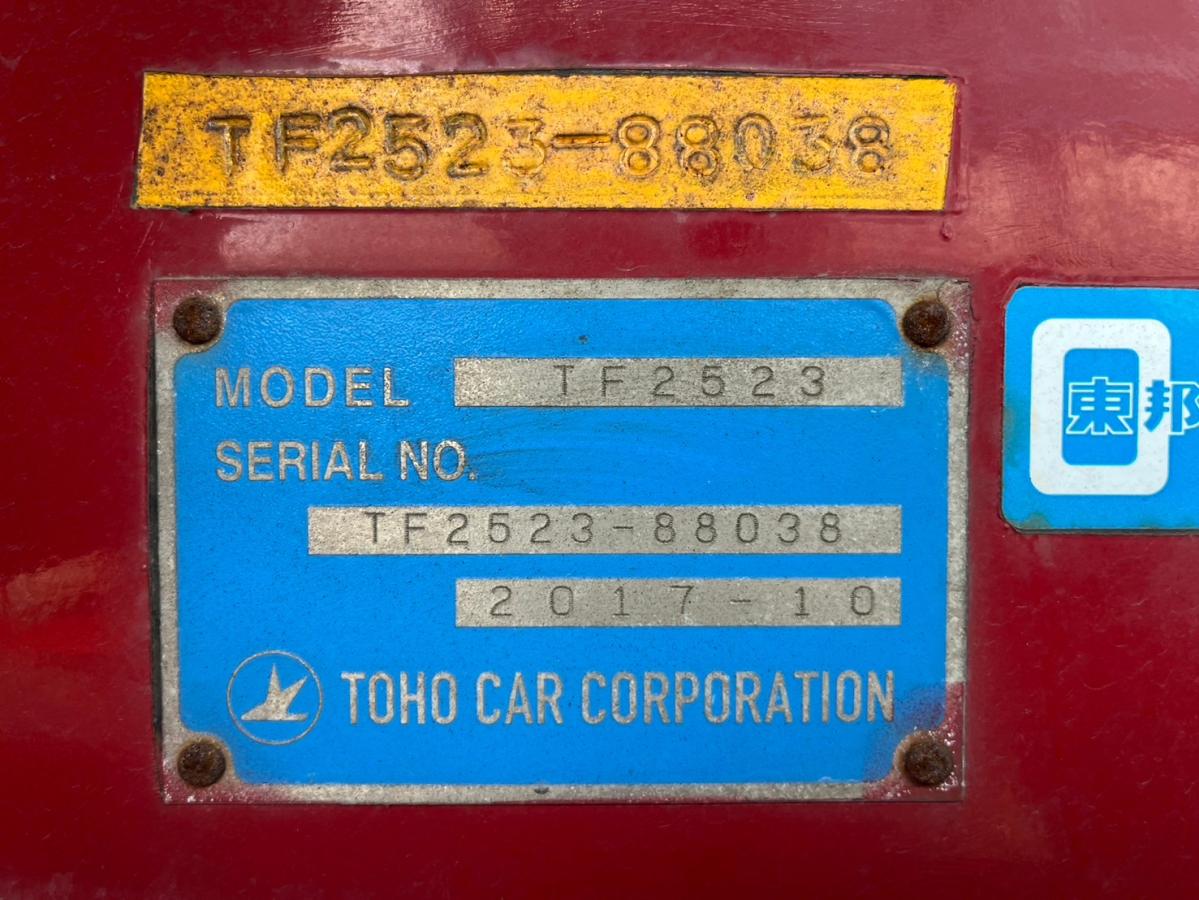 TF2523-88038
MODEL TF2523
SERIAL NO.
TF2523-88038
2017-10
TOHO CAR CORPORATION
東邦